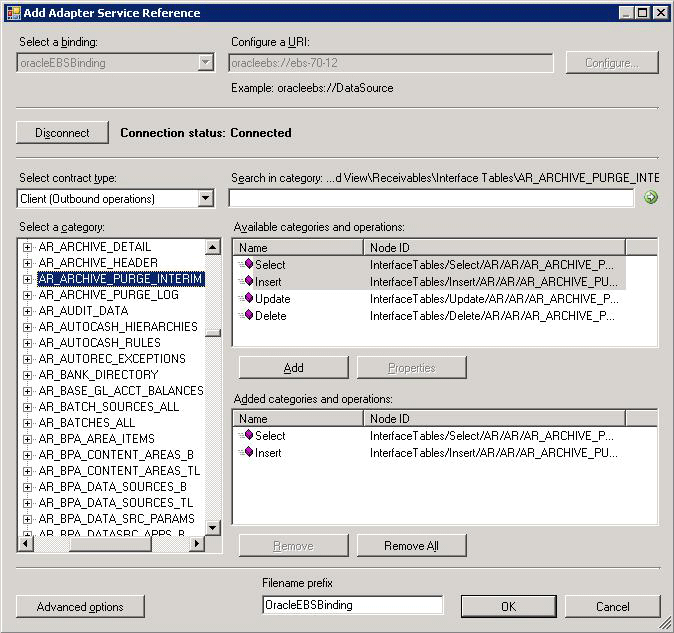 Add Adapter Service Reference
Select a binding:
Configure a URI:
oracleEBSBinding
oracleebs://ebs-70-12
Configure...
Example: oracleebs://DataSource
Disconnect
Connection status: Connected
Select contract type:
Search in category: ...d View\Receivables\Interface Tables\AR_ARCHIVE_PURGE_INTE
Client (Outbound operations)
Select a category:
AR_ARCHIVE_DETAIL
AR_ARCHIVE_HEADER
AR_ARCHIVE_PURGE_INTERIM
AR_ARCHIVE_PURGE_LOG
AR_AUDIT_DATA
AR_AUTOCASH_HIERARCHIES
AR_AUTOCASH_RULES
AR_AUTOREC_EXCEPTIONS
AR_BANK_DIRECTORY
AR_BASE_GL_ACCT_BALANCES
AR_BATCH_SOURCES_ALL
AR_BATCHES_ALL
AR_BPA_AREA_ITEMS
AR_BPA_CONTENT_AREAS_B
AR_BPA_CONTENT_AREAS_TL
AR_BPA_DATA_SOURCES_B
AR_BPA_DATA_SOURCES_TL
AR_BPA_DATA_SRC_PARAMS
AR_BPA_DATASRC_APPS_B
Available categories and operations:
Name Node ID
Select InterfaceTables/Select/AR/AR/AR_ARCHIVE_P...
Insert InterfaceTables/Insert/AR/AR/AR_ARCHIVE_PU...
Update InterfaceTables/Update/AR/AR/AR_ARCHIVE_P...
Delete InterfaceTables/Delete/AR/AR/AR_ARCHIVE_P...
Add
Properties
Added categories and operations:
Name Node ID
Select InterfaceTables/Select/AR/AR/AR_ARCHIVE_P...
Insert InterfaceTables/Insert/AR/AR/AR_ARCHIVE_PU...
Remove
Remove All
Filename prefix
Advanced options
OracleEBSBinding
OK
Cancel